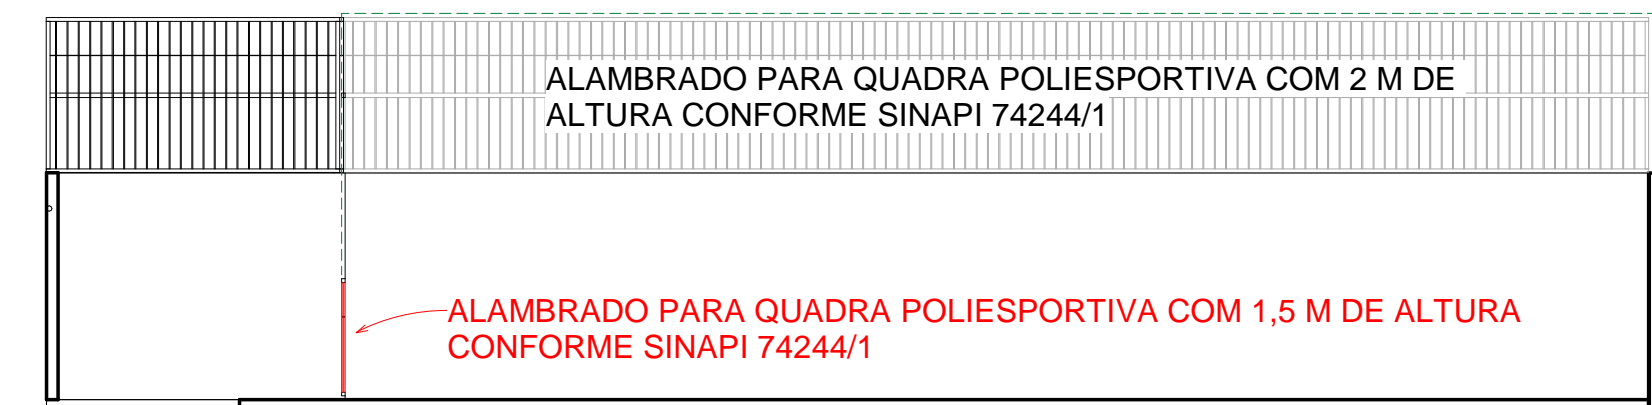 ALAMBRADO PARA QUADRA POLIESPORTIVA COM 2 M DE
ALTURA CONFORME SINAPI 74244/1
ALAMBRADO PARA QUADRA POLIESPORTIVA COM 1,5 M DE ALTURA
CONFORME SINAPI 74244/1